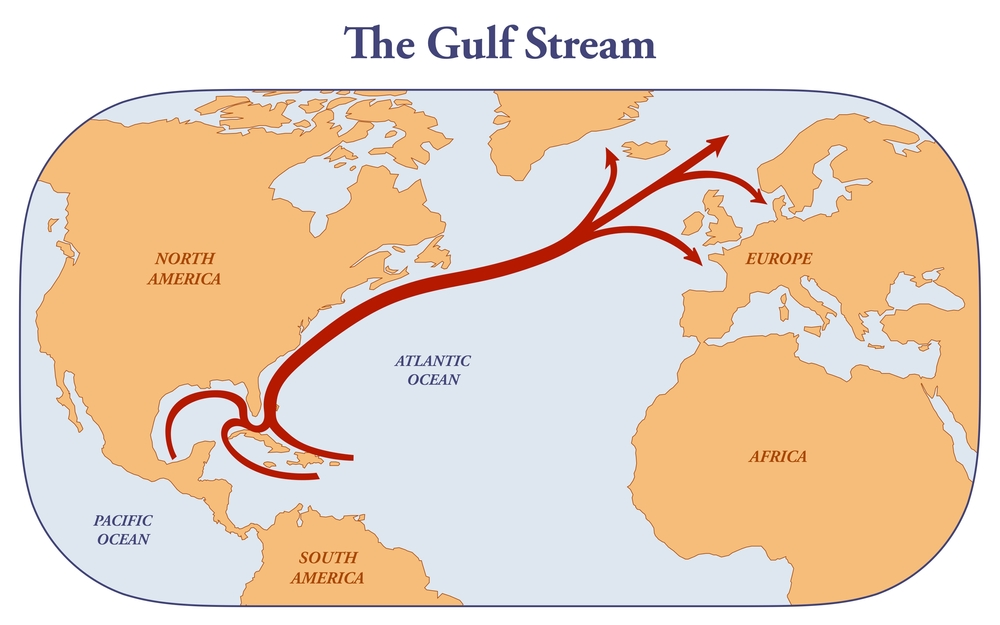 The Gulf Stream
NORTH
AMERICA
EUROPE
ATLANTIC
OCEAN
AFRICA
PACIFIC
OCEAN
SOUTH
AMERICA